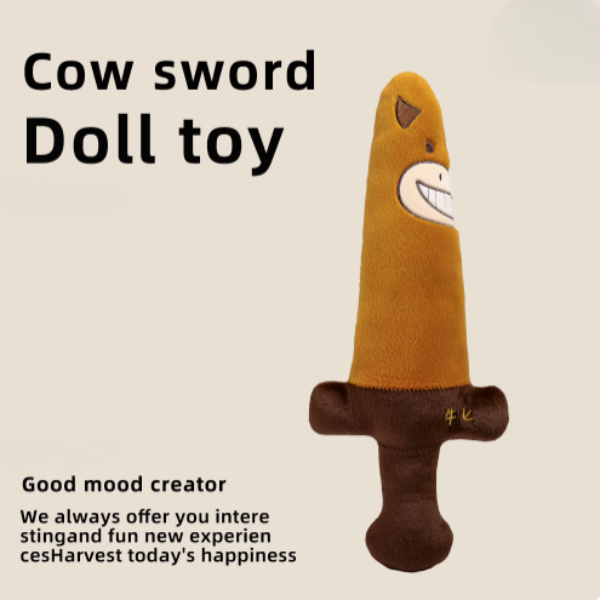 Cow sword
Doll toy
牛
Good mood creator
We always offer you intere
stingand fun new experien
cesHarvest today's happiness